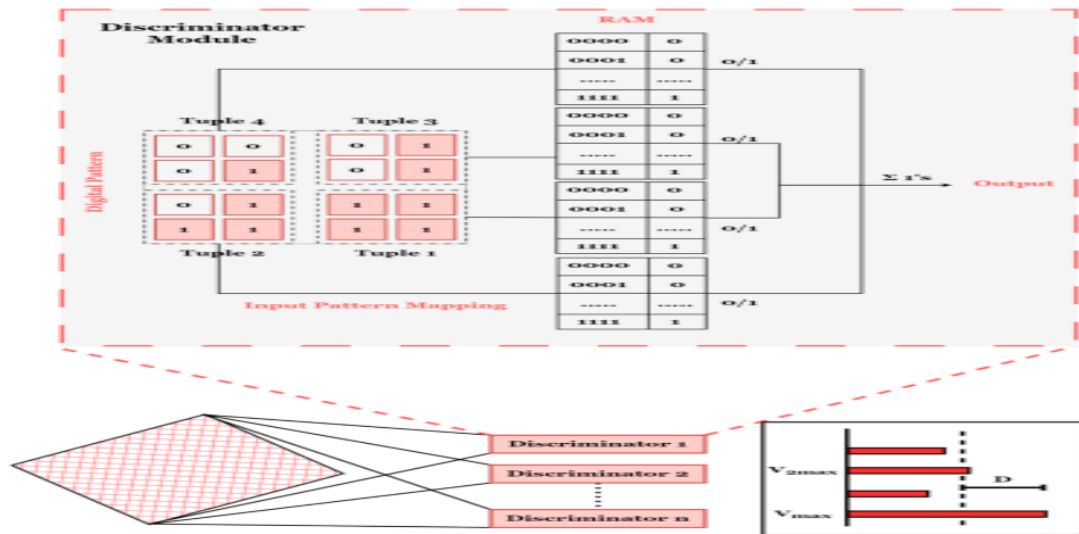 RAM
Discriminator
Module
0000 0
0001 0
..... .....
1111 1
0/1
0000 0
0001 0
..... .....
1111 1
0/1
0000 0
0001 0
..... .....
1111 1
0/1
0000 0
0001 0
..... .....
1111 1
0/1
Tuple 4 Tuple 3
0 0 0 1
0 1 0 1
0 1 1 1
1 1 1 1
Tuple 2 Tuple 1
Digital Pattern
Input Pattern Mapping
Σ 1's
Output
Discriminator 1
Discriminator 2
Discriminator n
V2max
D
Vmax